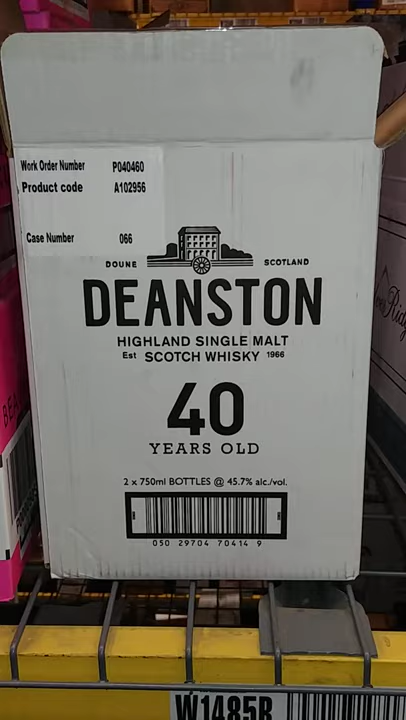 Work Order Number P040460
Product code A102956
Case Number 066
DOUNE SCOTLAND
DEANSTON
HIGHLAND SINGLE MALT
Est SCOTCH WHISKY 1966
40
YEARS OLD
2 x 750ml BOTTLES @ 45.7% alc./vol.
050 29704 70414 9
W1485B